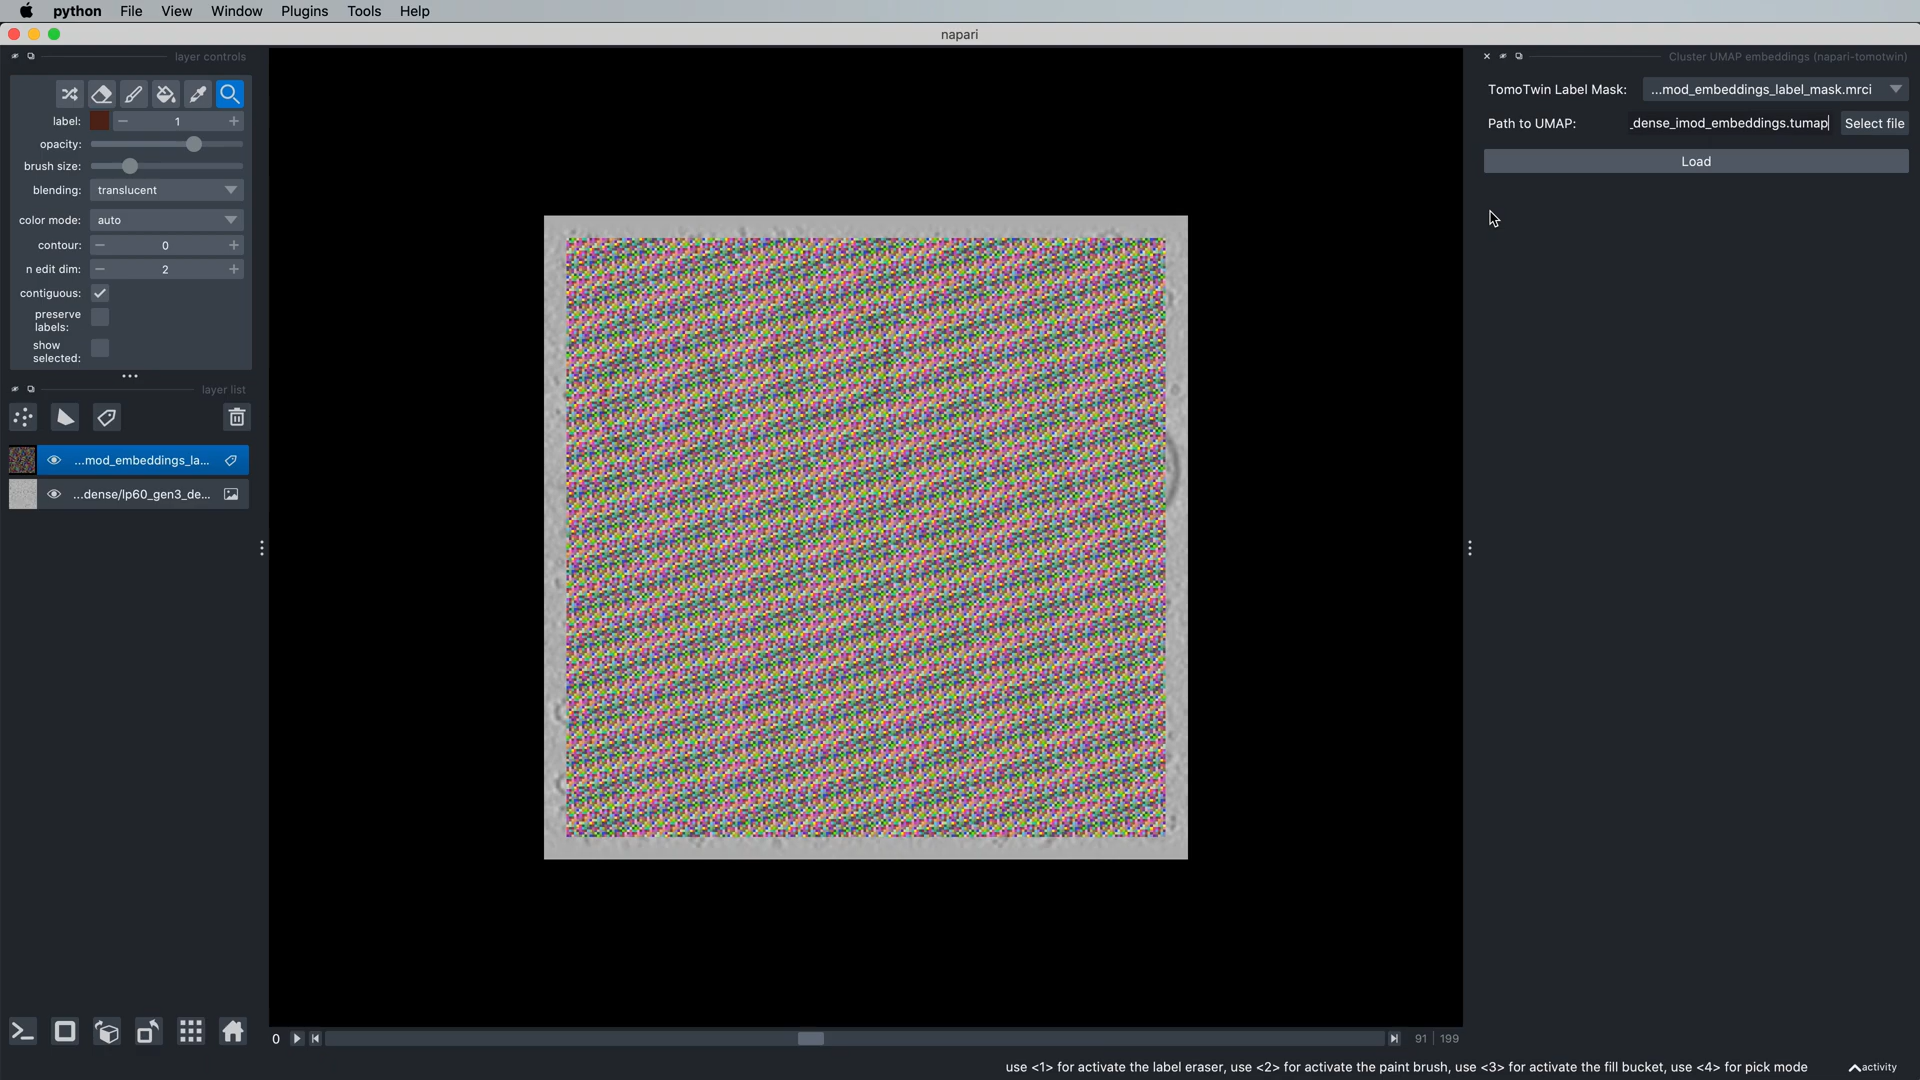 python File View Window Plugins Tools Help
napari
layer controls
label: 1
opacity:
brush size:
blending: translucent
color mode: auto
contour: 0
n edit dim: 2
contiguous:
preserve
labels:
show
selected:
layer list
...mod_embeddings_la...
...dense/lp60_gen3_de...
Cluster UMAP embeddings (napari-tomotwin)
TomoTwin Label Mask: ...mod_embeddings_label_mask.mrci
Path to UMAP: _dense_imod_embeddings.tumap Select file
Load
0 91 199
use <1> for activate the label eraser, use <2> for activate the paint brush, use <3> for activate the fill bucket, use <4> for pick mode activity